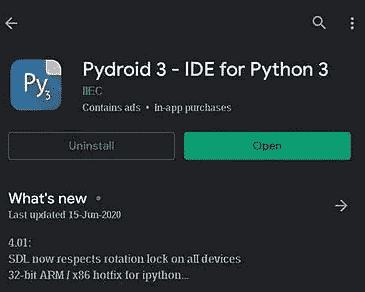 Pydroid 3 - IDE for Python 3
Py3
IIEC
Contains ads • in-app purchases
Uninstall
Open
What's new
Last updated 15-Jun-2020
4.01:
SDL now respects rotation lock on all devices
32-bit ARM / x86 hotfix for ipython...